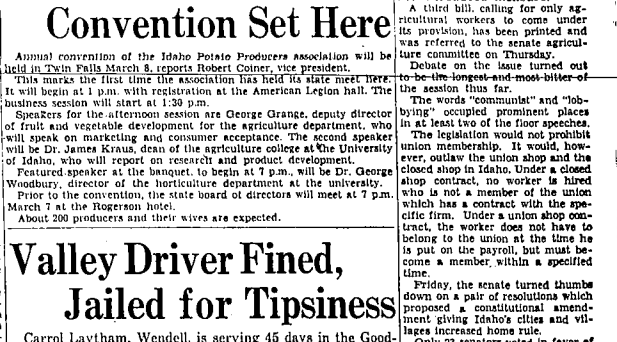 Convention Set Here
Annual convention of the Idaho Potato Producers association will be
held in Twin Falls March 8, reports Robert Coiner, vice president.
This marks the first time the association has held its state meet here.
It will begin at 1 p.m. with registration at the American Legion hall. The
business session will start at 1:30 p.m.
Speakers for the afternoon session are George Grange, deputy director
of fruit and vegetable development for the agriculture department, who
will speak on marketing and consumer acceptance. The second speaker
will be Dr. James Kraus, dean of the agriculture college at the University
of Idaho, who will report on research and product development.
Featured speaker at the banquet, to begin at 7 p.m., will be Dr. George
Woodbury, director of the horticulture department at the university.
Prior to the convention, the state board of directors will meet at 7 p.m.
March 7 at the Rogerson hotel.
About 200 producers and their wives are expected.
Valley Driver Fined,
Jailed for Tipsiness
Carrol Laytham, Wendell, is serving 45 days in the Good-
A third bill, calling for only ag-
ricultural workers to come under
its provision, has been printed and
was referred to the senate agricul-
ture committee on Thursday.
Debate on the issue turned out
to be the longest and most bitter of
the session thus far.
The words "communist" and "lob-
bying" occupied prominent places
in at least two of the floor speeches.
The legislation would not prohibit
union membership. It would, how-
ever, outlaw the union shop and the
closed shop in Idaho. Under a closed
shop contract, no worker is hired
who is not a member of the union
which has a contract with the spe-
cific firm. Under a union shop con-
tract, the worker does not have to
belong to the union at the time he
is put on the payroll, but must be-
come a member within a specified
time.
Friday, the senate turned thumbs
down on a pair of resolutions which
proposed a constitutional amend-
ment giving Idaho's cities and vil-
lages increased home rule.
Only 23 senators voted in favor of